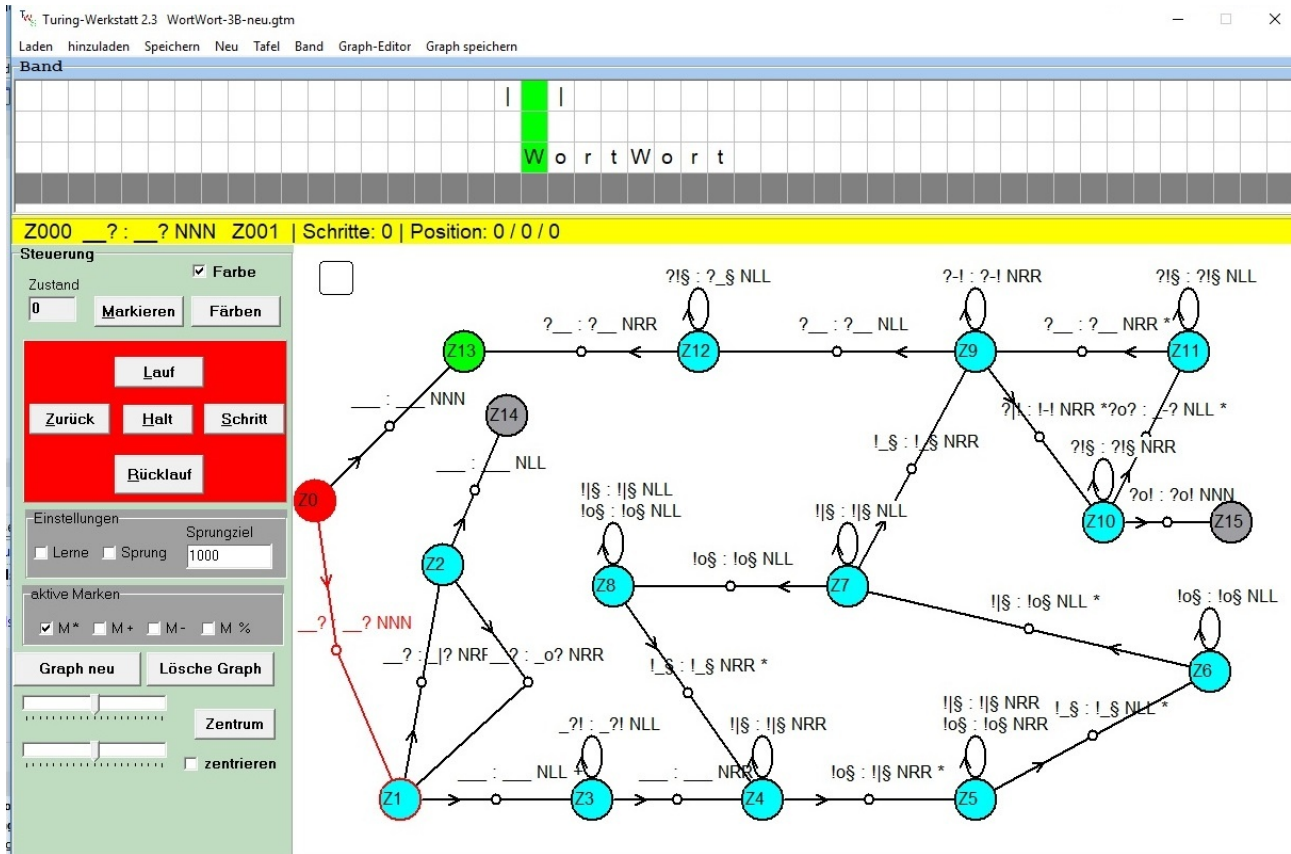 Turing-Werkstatt 2.3 WortWort-3B-neu.gtm
Laden hinzuladen Speichern Neu Tafel Band Graph-Editor Graph speichern
Band
| |
W o r t W o r t
Z000 __? : __? NNN Z001 | Schritte: 0 | Position: 0 / 0 / 0
Steuerung
Farbe
Zustand
0
Markieren
Färben
Lauf
Zurück
Halt
Schritt
Rücklauf
Einstellungen
Sprungziel
Lerne
Sprung
1000
aktive Marken
M *
M +
M -
M %
Graph neu
Lösche Graph
Zentrum
zentrieren
?!§ : ?_§ NLL
?-! : ?-! NRR
?!§ : ?!§ NLL
?__ : ?__ NRR
?__ : ?__ NLL
?__ : ?__ NRR *
Z13
Z12
Z9
Z11
___ : ___ NNN
Z14
?|! : !-! NRR *
?o? : _-? NLL *
!_§ : !_§ NRR
?!§ : ?!§ NRR
___ : ___ NLL
Z0
!|§ : !|§ NLL
!o§ : !o§ NLL
!|§ : !|§ NLL
?o! : ?o! NNN
Z10
Z15
Z2
Z8
!o§ : !o§ NLL
Z7
!|§ : !o§ NLL *
!o§ : !o§ NLL
__? : __? NNN
__? : _|? NRR
__? : _o? NRR
!_§ : !_§ NRR *
Z6
_?! : _?! NLL
!|§ : !|§ NRR
!|§ : !|§ NRR
!o§ : !o§ NRR
!_§ : !_§ NLL *
___ : ___ NLL +
___ : ___ NRR
!o§ : !|§ NRR *
Z1
Z3
Z4
Z5